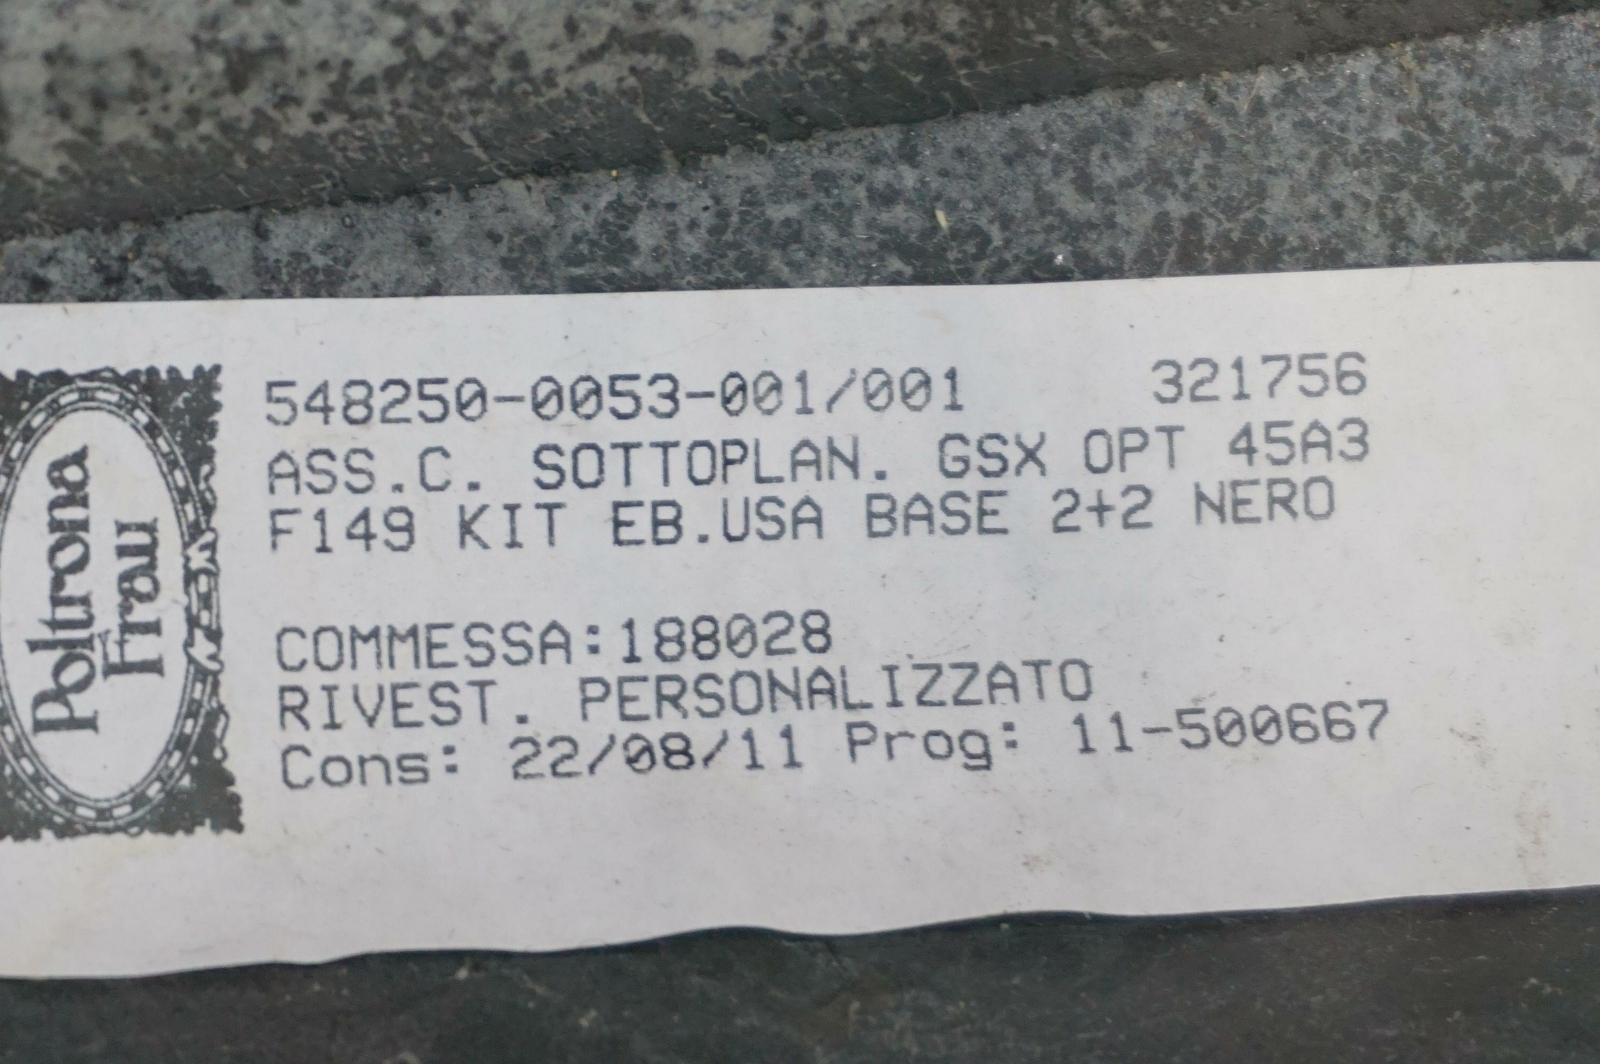 Poltrona
Frau
548250-0053-001/001 321756
ASS.C. SOTTOPLAN. GSX OPT 45A3
F149 KIT EB.USA BASE 2+2 NERO
COMMESSA:188028
RIVEST. PERSONALIZZATO
Cons: 22/08/11 Prog: 11-500667